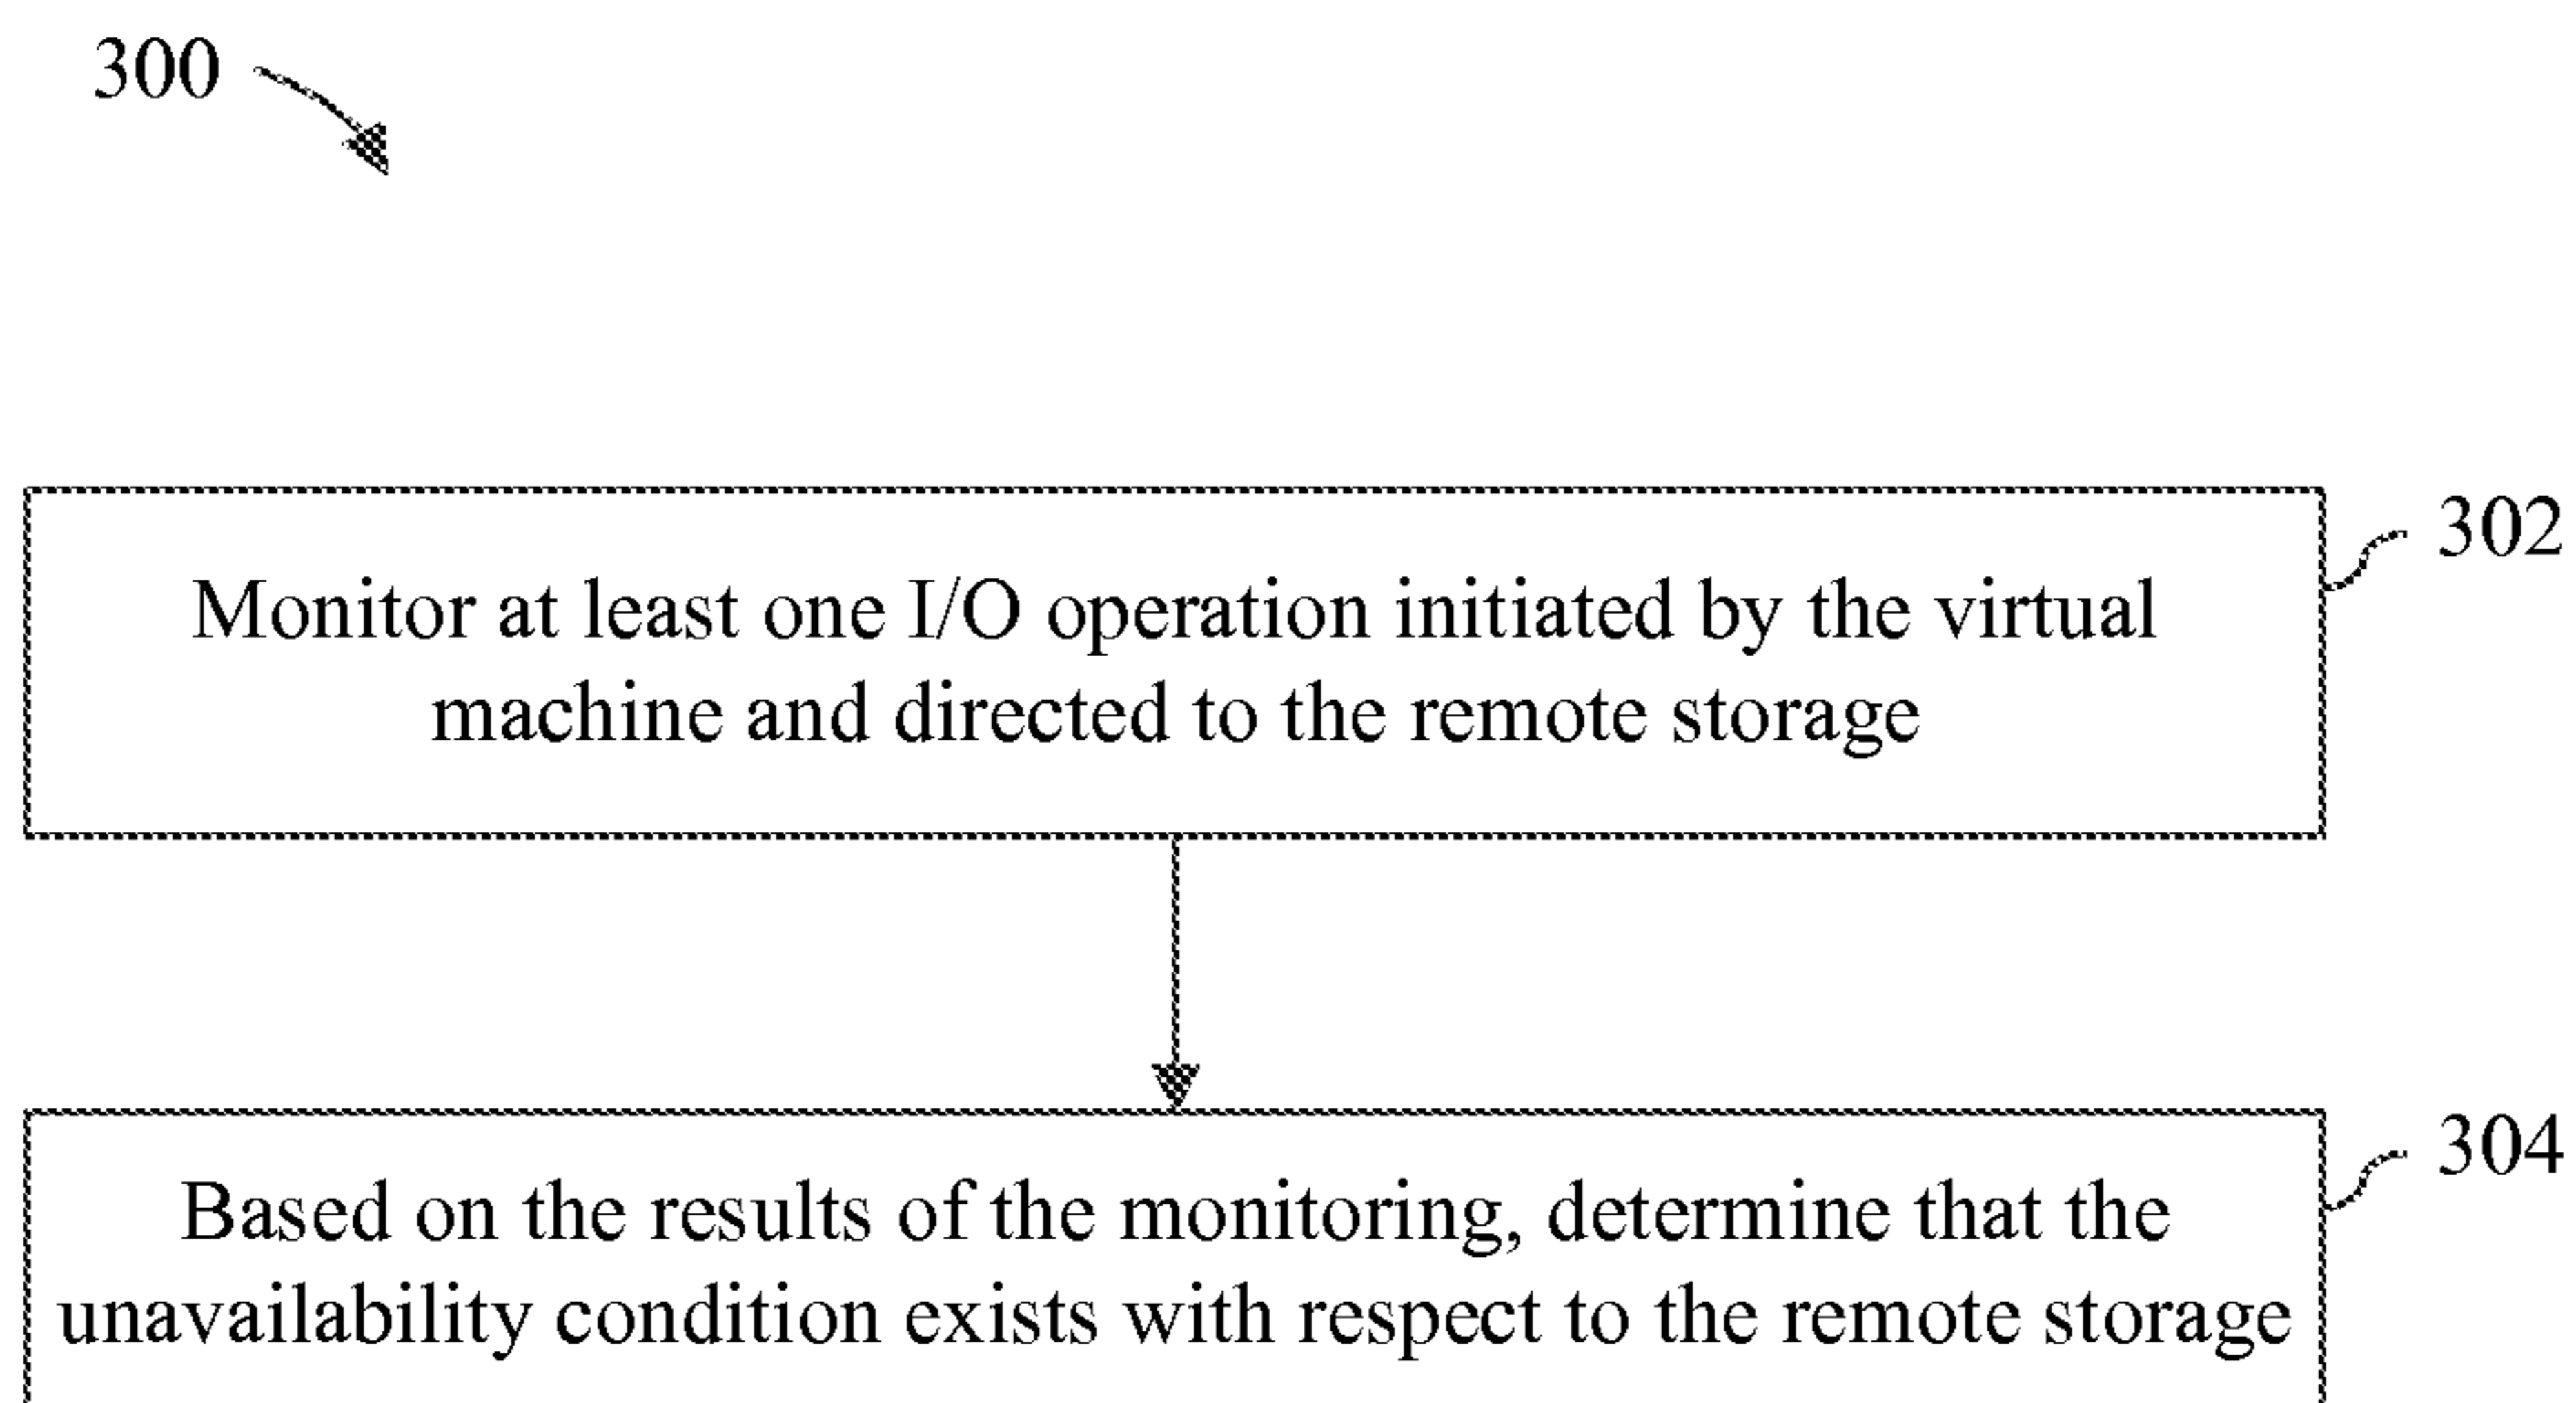 300
302
Monitor at least one I/O operation initiated by the virtual
machine and directed to the remote storage
304
Based on the results of the monitoring, determine that the
unavailability condition exists with respect to the remote storage